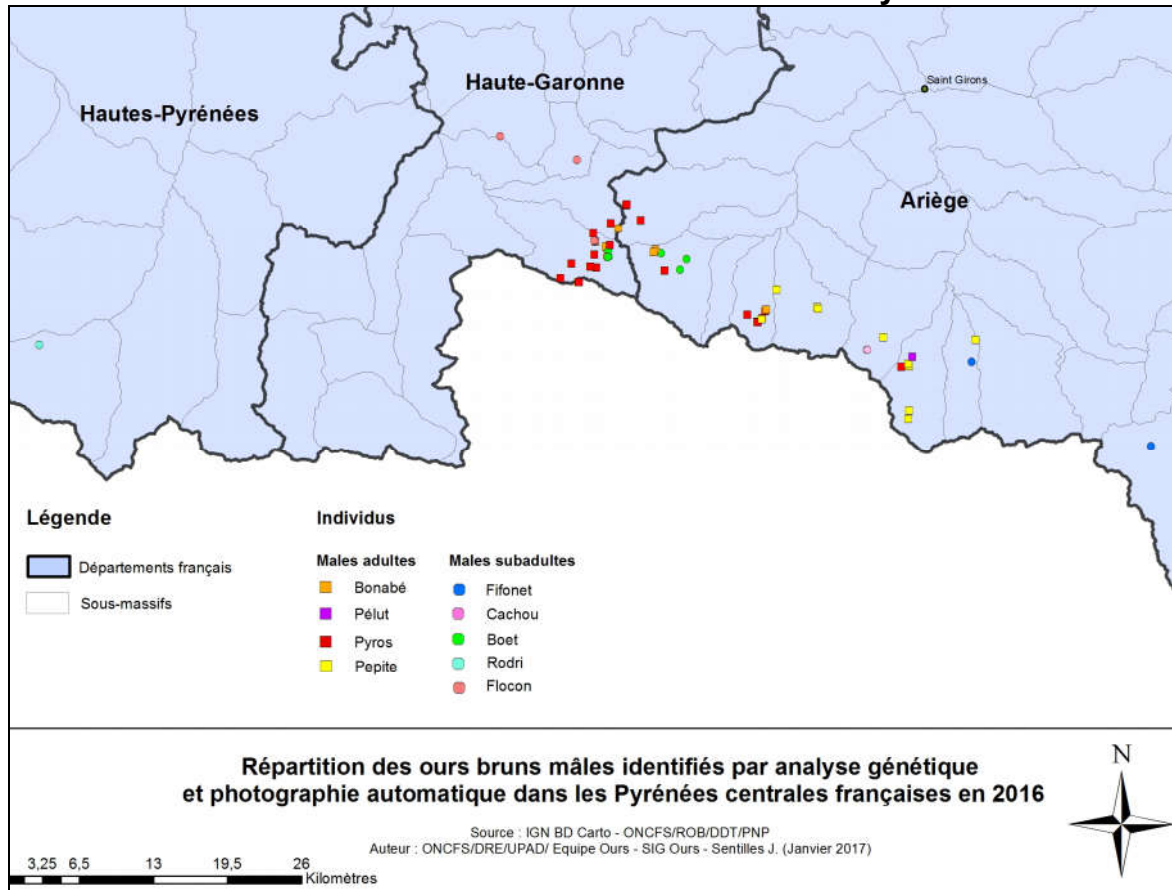 Hautes-Pyrénées
Haute-Garonne
Saint Girons
Ariège
Légende
Départements français
Sous-massifs
Individus
Males adultes
Bonabé
Pélut
Pyros
Pepite
Males subadultes
Fifonet
Cachou
Boet
Rodri
Flocon
Répartition des ours bruns mâles identifiés par analyse génétique
et photographie automatique dans les Pyrénées centrales françaises en 2016
Source : IGN BD Carto - ONCFS/ROB/DDT/PNP
Auteur : ONCFS/DRE/UPAD/ Equipe Ours - SIG Ours - Sentilles J. (Janvier 2017)
N
3,25 6,5 13 19,5 26
Kilomètres